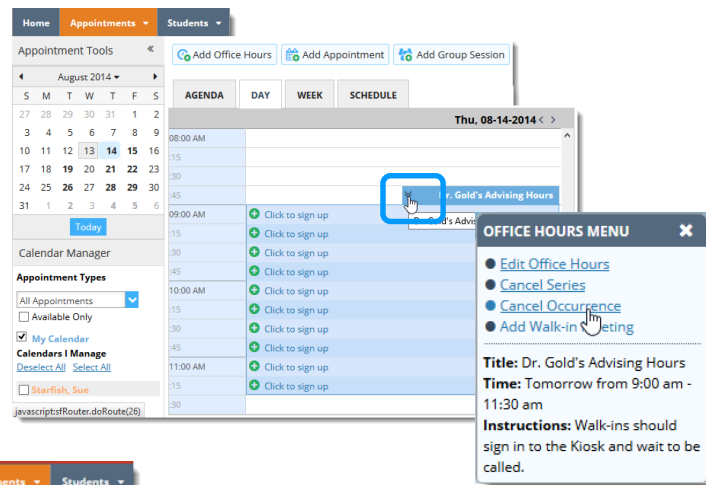 Home Appointments Students
Appointment Tools «
Add Office Hours Add Appointment Add Group Session
August 2014
S M T W T F S
27 28 29 30 31 1 2
3 4 5 6 7 8 9
10 11 12 13 14 15 16
17 18 19 20 21 22 23
24 25 26 27 28 29 30
31 1 2 3 4 5 6
Today
AGENDA DAY WEEK SCHEDULE
Thu, 08-14-2014 < >
08:00 AM
:15
:30
:45 Dr. Gold's Advising Hours
09:00 AM Click to sign up Dr. Gold's Advis
:15 Click to sign up
:30 Click to sign up
:45 Click to sign up
10:00 AM Click to sign up
:15 Click to sign up
:30 Click to sign up
:45 Click to sign up
11:00 AM Click to sign up
:15 Click to sign up
:30
Calendar Manager
Appointment Types
All Appointments
Available Only
My Calendar
Calendars I Manage
Deselect All Select All
Starfish, Sue
javascript:sfRouter.doRoute(26)
OFFICE HOURS MENU
Edit Office Hours
Cancel Series
Cancel Occurrence
Add Walk-in
Title: Dr. Gold's Advising Hours
Time: Tomorrow from 9:00 am -
11:30 am
Instructions: Walk-ins should
sign in to the Kiosk and wait to be
called.
Students